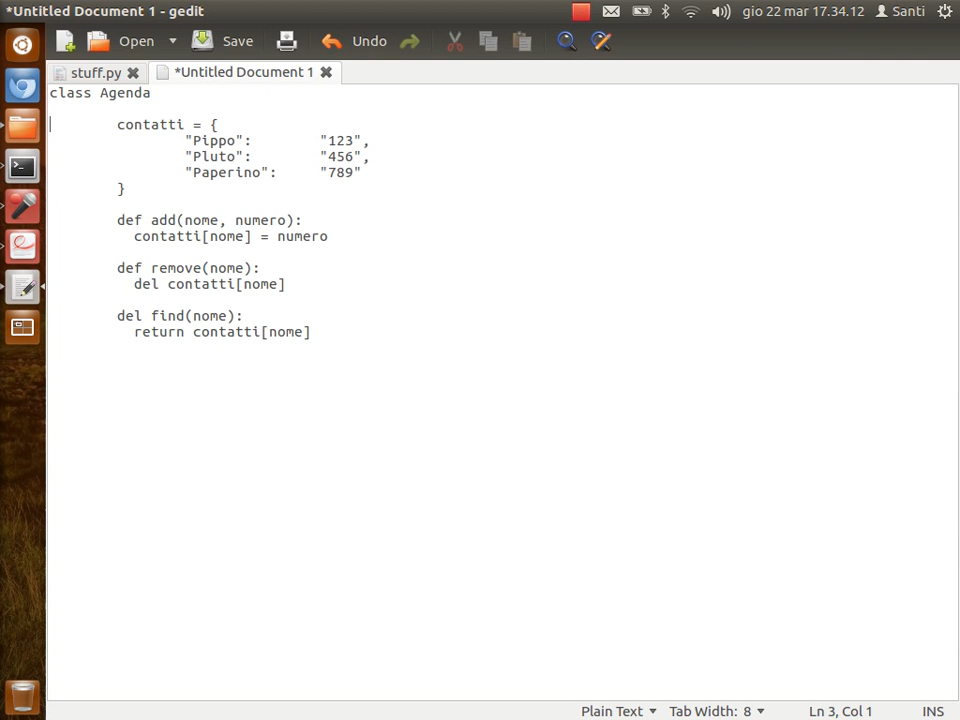 *Untitled Document 1 - gedit
gio 22 mar 17.34.12 Santi
Open Save Undo
stuff.py *Untitled Document 1
class Agenda
contatti = {
"Pippo": "123",
"Pluto": "456",
"Paperino": "789"
}
def add(nome, numero):
contatti[nome] = numero
def remove(nome):
del contatti[nome]
del find(nome):
return contatti[nome]
Plain Text Tab Width: 8 Ln 3, Col 1 INS